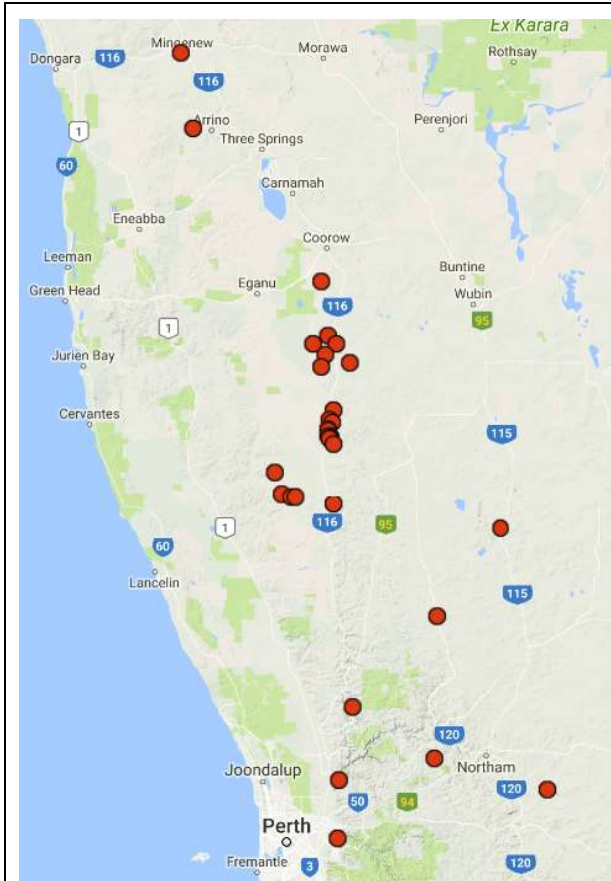 Ex Karara
Mingenew
Morawa
Rothsay
Dongara
116
116
1
Arrino
Perenjori
Three Springs
60
Carnamah
Eneabba
Coorow
Leeman
Buntine
Eganu
Green Head
Wubin
116
95
1
Jurien Bay
Cervantes
115
116
95
1
60
Lancelin
115
120
Northam
Joondalup
120
50
94
Perth
Fremantle
3
120